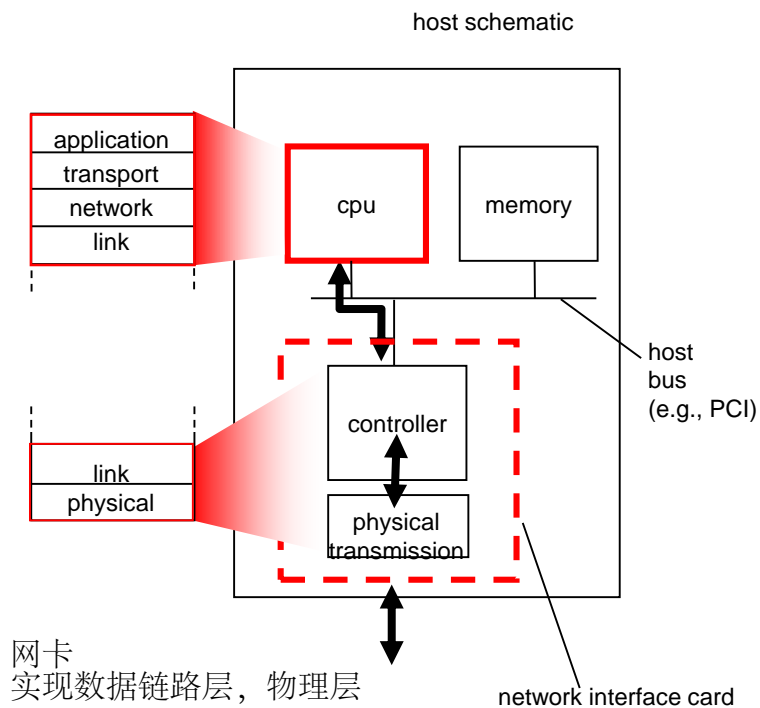 host schematic
application
transport
network
link
cpu
memory
host
bus
(e.g., PCI)
controller
link
physical
physical
transmission
网卡
实现数据链路层，物理层
network interface card